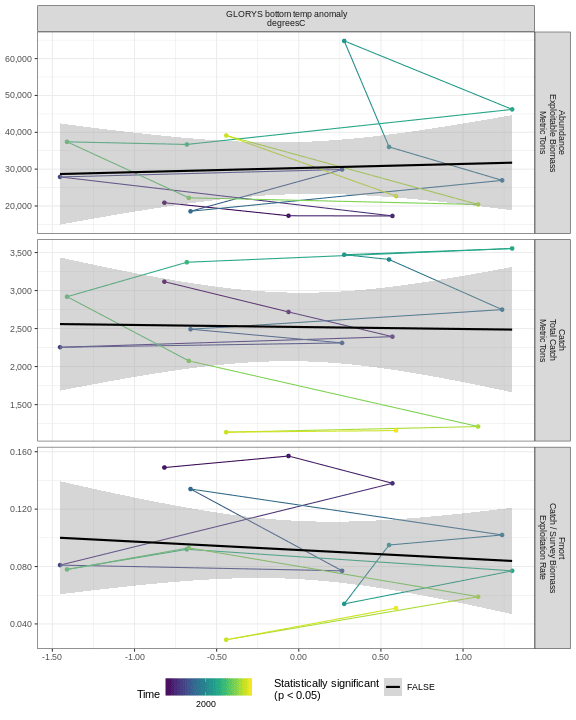 GLORYS bottom temp anomaly
degreesC
60,000
50,000
40,000
30,000
20,000
Abundance
Exploitable Biomass
Metric Tons
3,500
3,000
2,500
2,000
1,500
Catch
Total Catch
Metric Tons
0.160
0.120
0.080
0.040
Fmort
Catch / Survey Biomass
Exploitation Rate
-1.50
-1.00
-0.50
0.00
0.50
1.00
Time
2000
Statistically significant
(p < 0.05)
FALSE